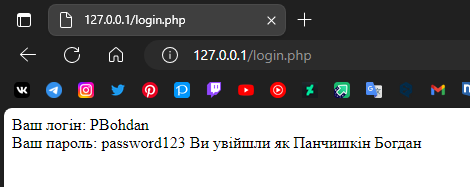 127.0.0.1/login.php
127.0.0.1/login.php
Ваш логін: PBohdan
Ваш пароль: password123 Ви увійшли як Панчишкін Богдан